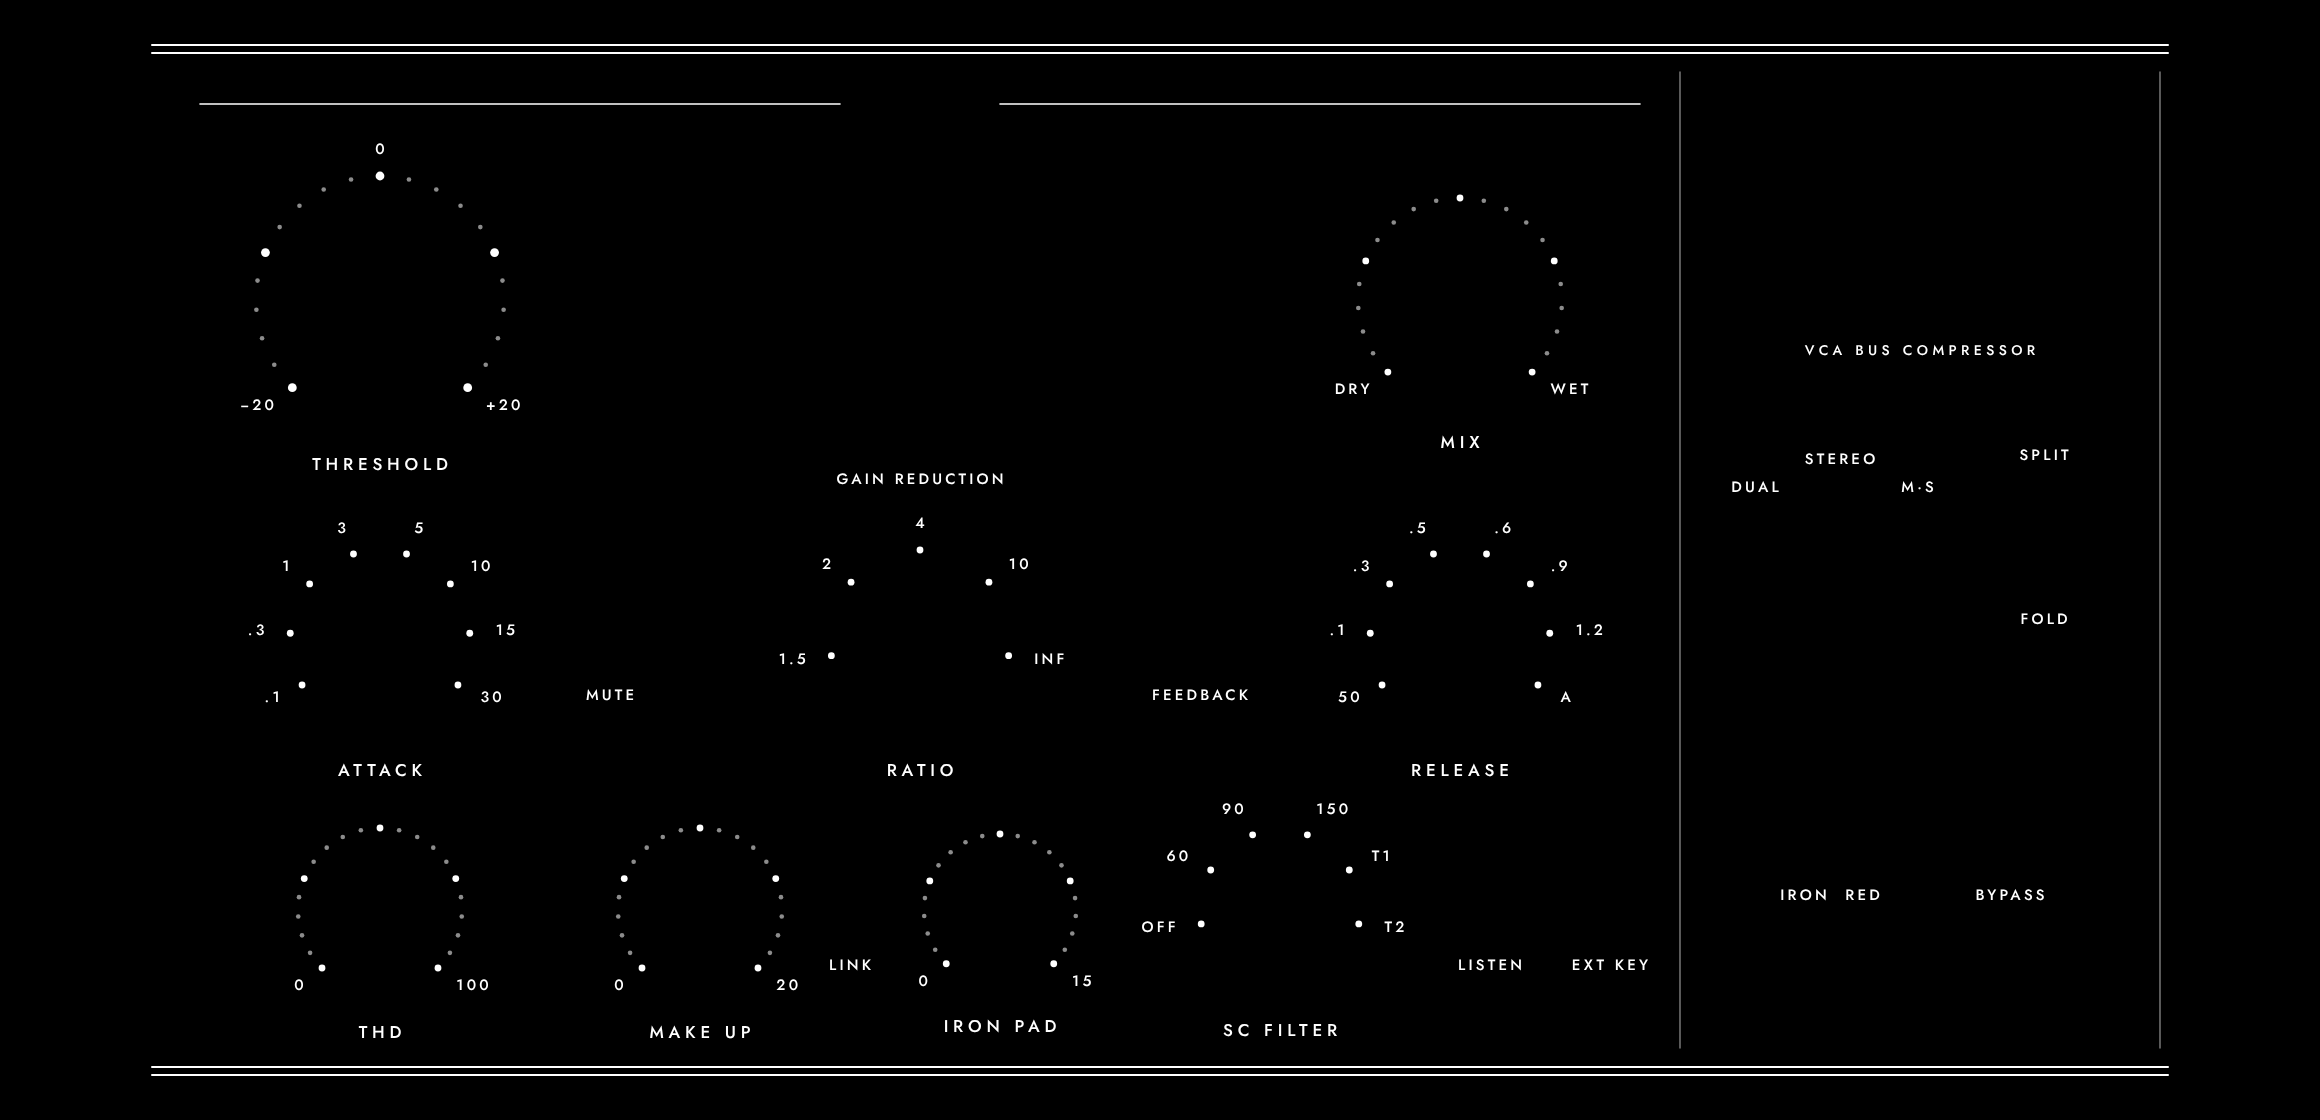 0
−20
+20
THRESHOLD
DRY
WET
MIX
VCA BUS COMPRESSOR
STEREO
SPLIT
DUAL
M·S
GAIN REDUCTION
3
5
1
10
.3
15
.1
30
ATTACK
MUTE
4
2
10
1.5
INF
RATIO
FEEDBACK
.5
.6
.3
.9
.1
1.2
50
A
RELEASE
FOLD
0
100
THD
0
20
MAKE UP
LINK
0
15
IRON PAD
90
150
60
T1
OFF
T2
SC FILTER
LISTEN
EXT KEY
IRON RED
BYPASS